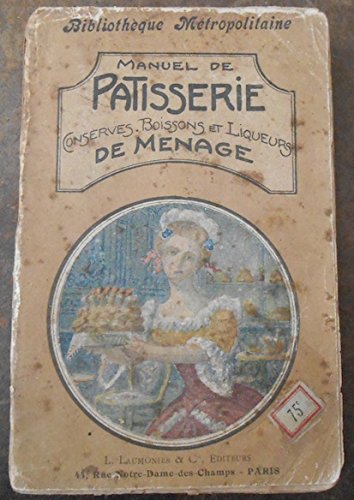 Bibliothèque Métropolitaine
MANUEL DE
PATISSERIE
CONSERVES. BOISSONS ET LIQUEURS
DE MENAGE
75c
L. LAUMONIER & Cie, EDITEURS
44, RUE NOTRE-DAME-DES-CHAMPS - PARIS